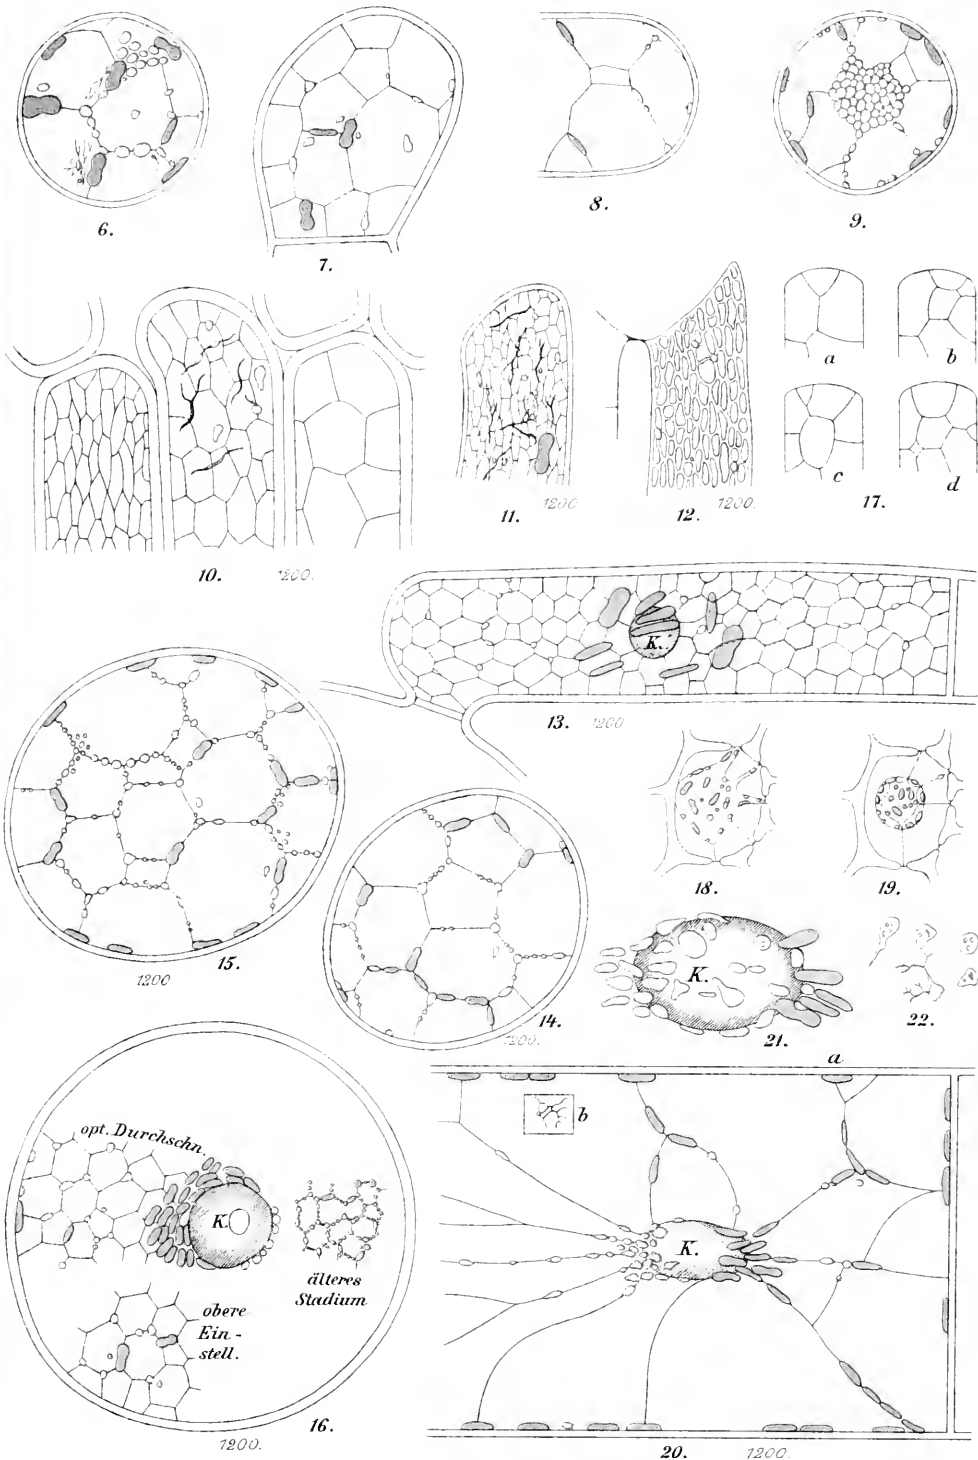 6.
7.
8.
9.
10. 1200.
11. 1200
12. 1200.
a
b
c
d
17.
K.
13. 1200
15.
1200
14.
1200.
18.
19.
K.
21.
22.
opt. Durchschn.
K.
älteres
Stadium
obere
Ein-
stell.
16.
1200.
a
b
K.
20. 1200.